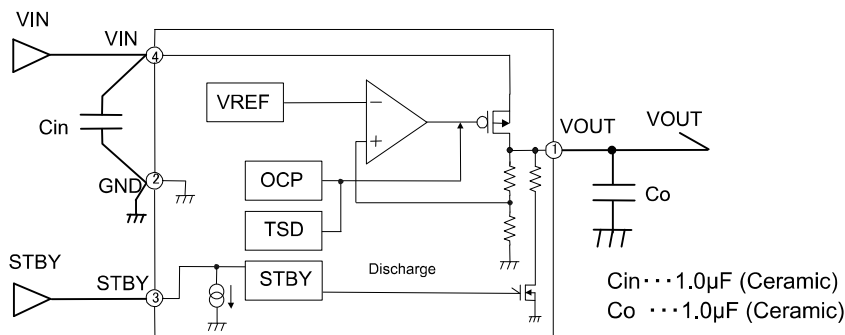 VIN
VIN
4
VREF
−
+
Cin
VOUT
VOUT
1
GND
2
OCP
Co
TSD
STBY
STBY
3
STBY
Discharge
Cin・・・1.0µF (Ceramic)
Co ・・・1.0µF (Ceramic)